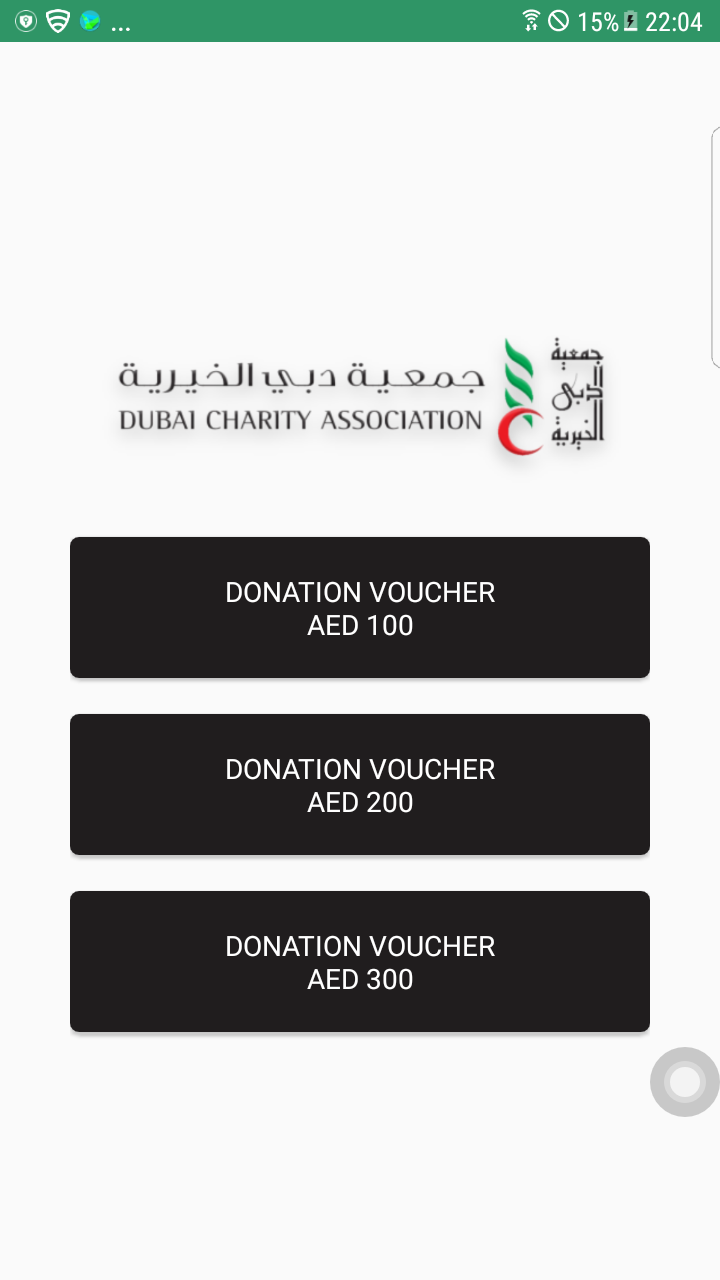 ... 15% 22:04
جمعية دبي الخيرية
DUBAI CHARITY ASSOCIATION
جمعية
دبي
الخيرية
DONATION VOUCHER
AED 100
DONATION VOUCHER
AED 200
DONATION VOUCHER
AED 300